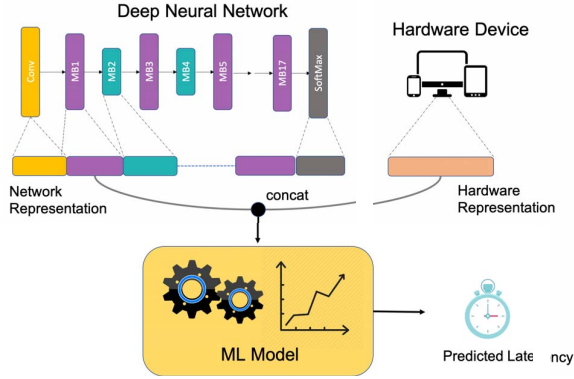 Deep Neural Network
Hardware Device
Conv
MB1
MB2
MB3
MB4
MB5
MB17
SoftMax
Network
Representation
concat
Hardware
Representation
ML Model
Predicted Late ncy